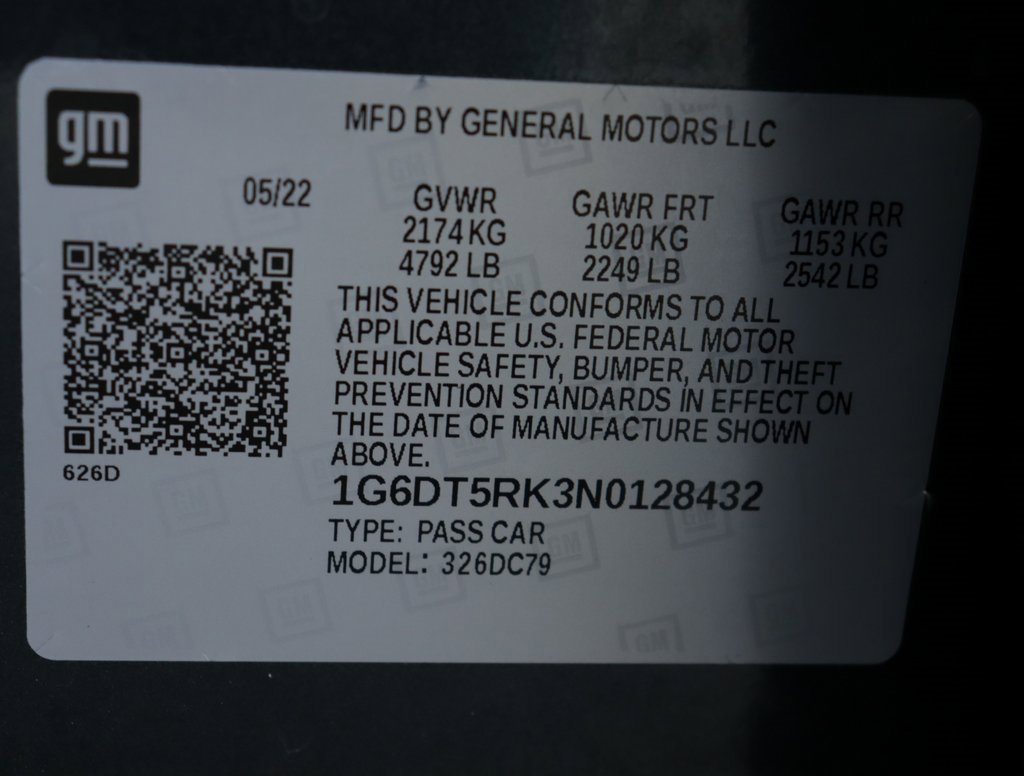 gm
MFD BY GENERAL MOTORS LLC
05/22 GVWR GAWR FRT GAWR RR
2174 KG 1020 KG 1153 KG
4792 LB 2249 LB 2542 LB
THIS VEHICLE CONFORMS TO ALL
APPLICABLE U.S. FEDERAL MOTOR
VEHICLE SAFETY, BUMPER, AND THEFT
PREVENTION STANDARDS IN EFFECT ON
THE DATE OF MANUFACTURE SHOWN
ABOVE.
626D
1G6DT5RK3N0128432
TYPE: PASS CAR
MODEL: 326DC79